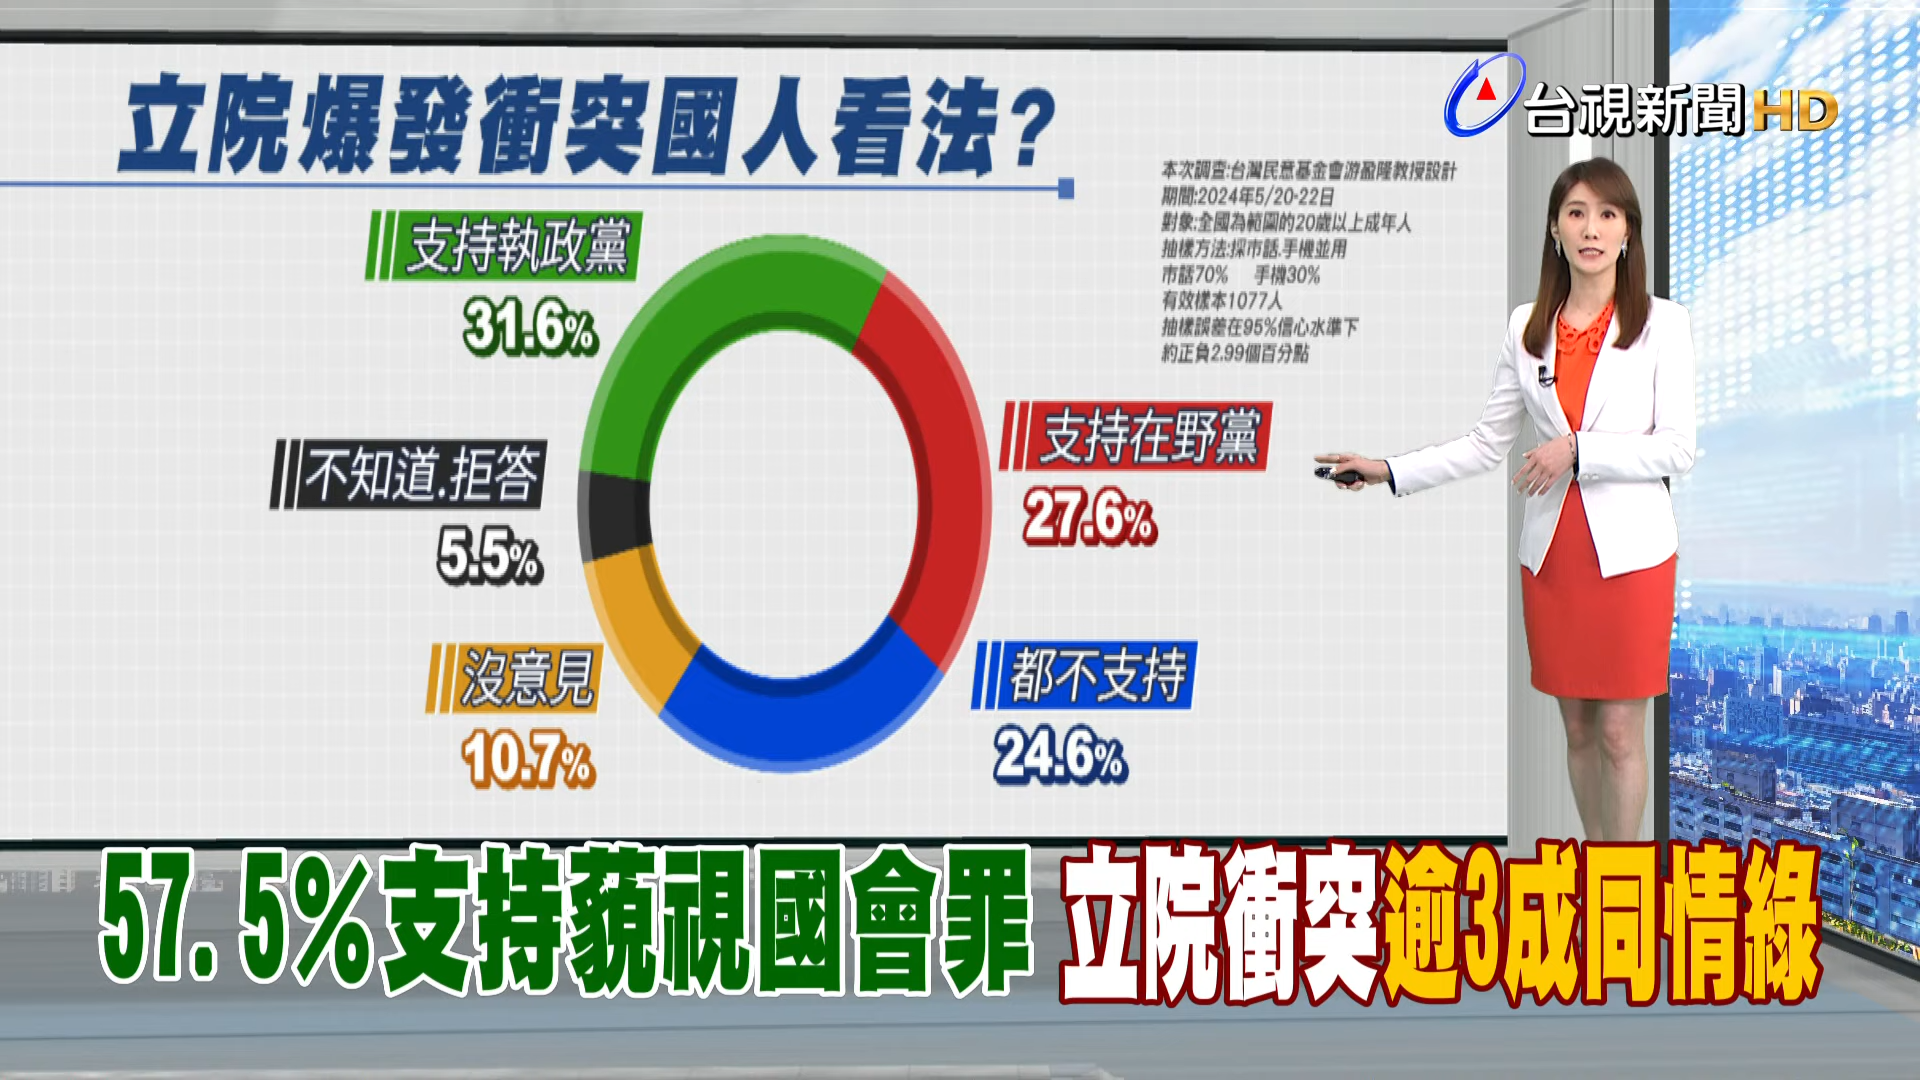 立院爆發衝突國人看法?
台視新聞HD
本次調查:台灣民意基金會游盈隆教授設計
期間:2024年5/20-22日
對象:全國為範圍的20歲以上成年人
抽樣方法:採市話.手機並用
市話70% 手機30%
有效樣本1077人
抽樣誤差在95%信心水準下
約正負2.99個百分點
支持執政黨
31.6%
支持在野黨
27.6%
不知道.拒答
5.5%
都不支持
24.6%
沒意見
10.7%
57.5%支持藐視國會罪 立院衝突逾3成同情綠